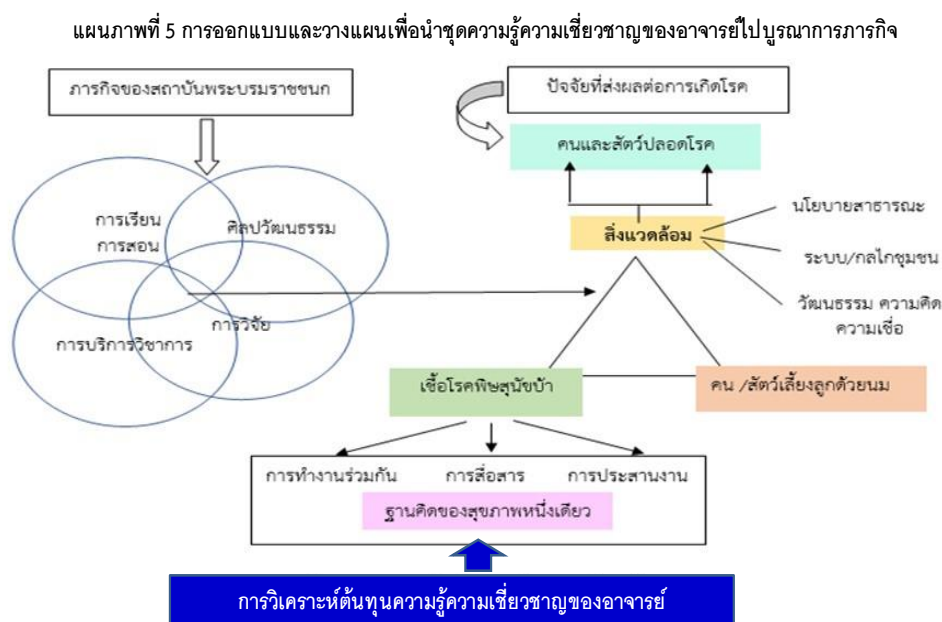 แผนภาพที่ 5 การออกแบบและวางแผนเพื่อนำชุดความรู้ความเชี่ยวชาญของอาจารย์ไปบูรณาการภารกิจ
ภารกิจของสถาบันพระบรมราชชนก
การเรียน
การสอน
ศิลปวัฒนธรรม
การวิจัย
การบริการวิชาการ
ปัจจัยที่ส่งผลต่อการเกิดโรค
คนและสัตว์ปลอดโรค
สิ่งแวดล้อม
นโยบายสาธารณะ
ระบบ/กลไกชุมชน
วัฒนธรรม ความคิด
ความเชื่อ
เชื้อโรคพิษสุนัขบ้า
คน /สัตว์เลี้ยงลูกด้วยนม
การทำงานร่วมกัน
การสื่อสาร
การประสานงาน
ฐานคิดของสุขภาพหนึ่งเดียว
การวิเคราะห์ต้นทุนความรู้ความเชี่ยวชาญของอาจารย์